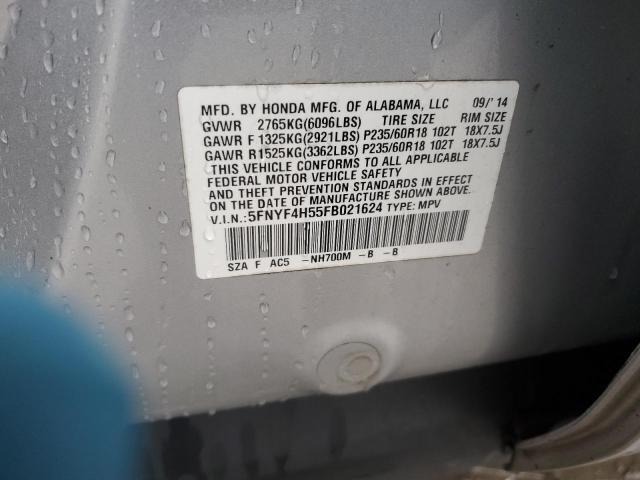 MFD. BY HONDA MFG. OF ALABAMA, LLC 09/'14
GVWR 2765KG(6096LBS) TIRE SIZE RIM SIZE
GAWR F 1325KG(2921LBS) P235/60R18 102T 18X7.5J
GAWR R1525KG(3362LBS) P235/60R18 102T 18X7.5J
THIS VEHICLE CONFORMS TO ALL APPLICABLE
FEDERAL MOTOR VEHICLE SAFETY
AND THEFT PREVENTION STANDARDS IN EFFECT
ON THE DATE OF MANUFACTURE SHOWN ABOVE.
V.I.N.: 5FNYF4H55FB021624 TYPE: MPV
SZA F AC5 -NH700M -B -B